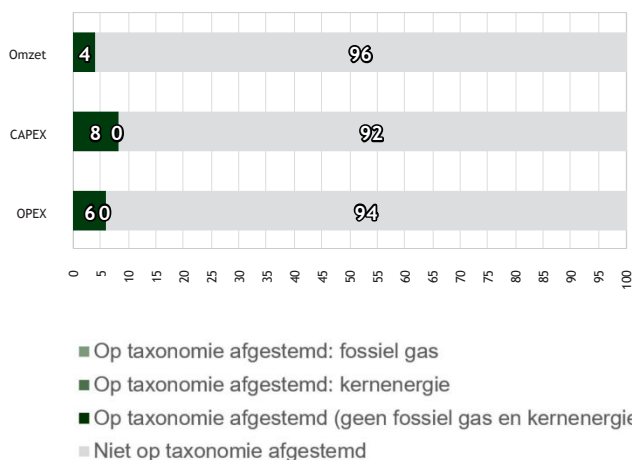 Omzet 4 96
CAPEX 8 0 92
OPEX 6 0 94
0 5 10 15 20 25 30 35 40 45 50 55 60 65 70 75 80 85 90 95 100
Op taxonomie afgestemd: fossiel gas
Op taxonomie afgestemd: kernenergie
Op taxonomie afgestemd (geen fossiel gas en kernenergie
Niet op taxonomie afgestemd